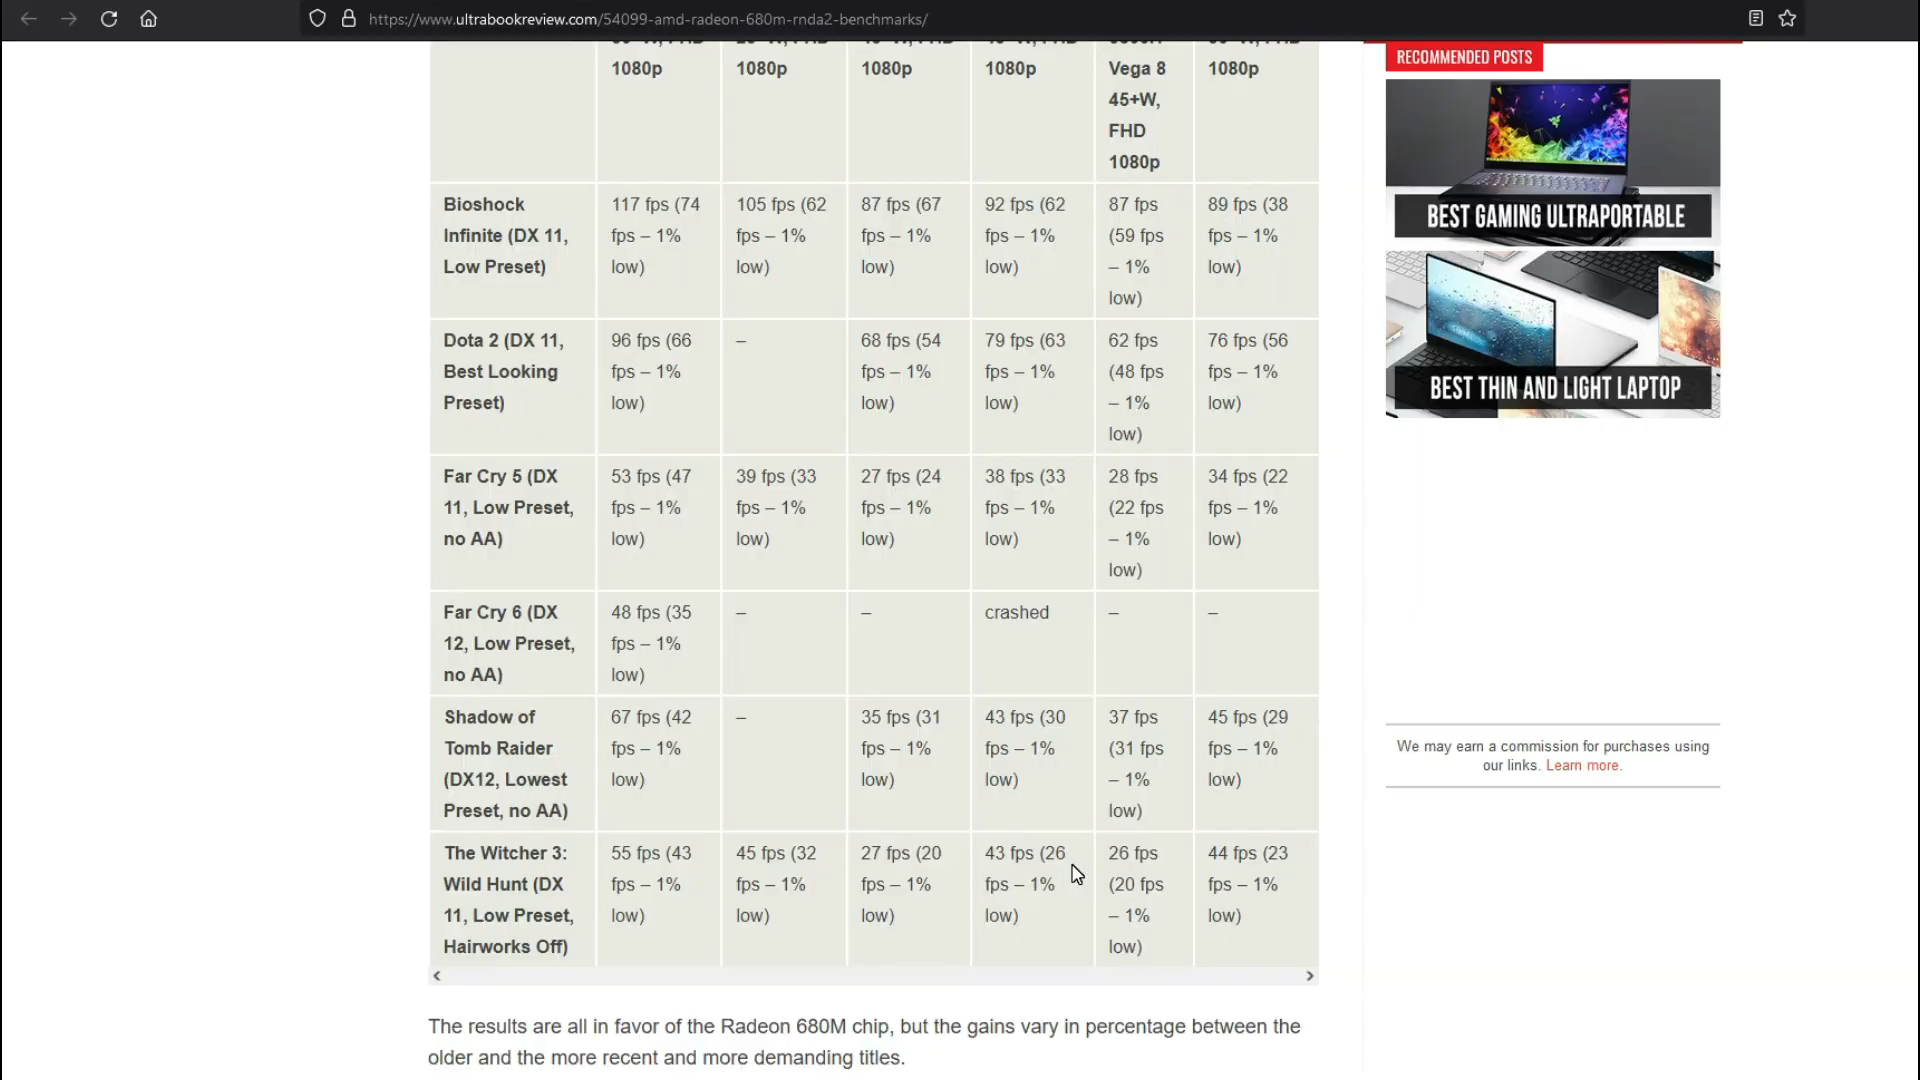 https://www.ultrabookreview.com/54099-amd-radeon-680m-rnda2-benchmarks/
1080p
1080p
1080p
1080p
Vega 8
45+W,
FHD
1080p
1080p
Bioshock
Infinite (DX 11,
Low Preset)
117 fps (74
fps – 1%
low)
105 fps (62
fps – 1%
low)
87 fps (67
fps – 1%
low)
92 fps (62
fps – 1%
low)
87 fps
(59 fps
– 1%
low)
89 fps (38
fps – 1%
low)
Dota 2 (DX 11,
Best Looking
Preset)
96 fps (66
fps – 1%
low)
–
68 fps (54
fps – 1%
low)
79 fps (63
fps – 1%
low)
62 fps
(48 fps
– 1%
low)
76 fps (56
fps – 1%
low)
Far Cry 5 (DX
11, Low Preset,
no AA)
53 fps (47
fps – 1%
low)
39 fps (33
fps – 1%
low)
27 fps (24
fps – 1%
low)
38 fps (33
fps – 1%
low)
28 fps
(22 fps
– 1%
low)
34 fps (22
fps – 1%
low)
Far Cry 6 (DX
12, Low Preset,
no AA)
48 fps (35
fps – 1%
low)
–
–
crashed
–
–
Shadow of
Tomb Raider
(DX12, Lowest
Preset, no AA)
67 fps (42
fps – 1%
low)
–
35 fps (31
fps – 1%
low)
43 fps (30
fps – 1%
low)
37 fps
(31 fps
– 1%
low)
45 fps (29
fps – 1%
low)
The Witcher 3:
Wild Hunt (DX
11, Low Preset,
Hairworks Off)
55 fps (43
fps – 1%
low)
45 fps (32
fps – 1%
low)
27 fps (20
fps – 1%
low)
43 fps (26
fps – 1%
low)
26 fps
(20 fps
– 1%
low)
44 fps (23
fps – 1%
low)
The results are all in favor of the Radeon 680M chip, but the gains vary in percentage between the
older and the more recent and more demanding titles.
RECOMMENDED POSTS
BEST GAMING ULTRAPORTABLE
BEST THIN AND LIGHT LAPTOP
We may earn a commission for purchases using
our links. Learn more.